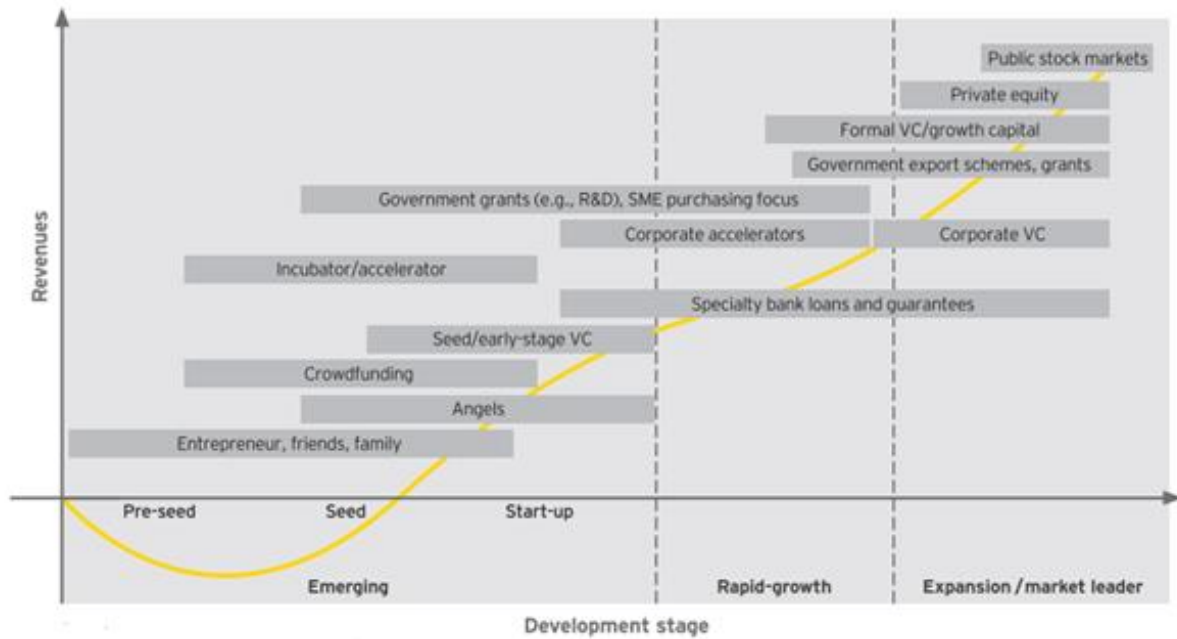 Public stock markets
Private equity
Formal VC/growth capital
Government export schemes, grants
Government grants (e.g., R&D), SME purchasing focus
Corporate accelerators
Corporate VC
Incubator/accelerator
Specialty bank loans and guarantees
Seed/early-stage VC
Crowdfunding
Angels
Entrepreneur, friends, family
Revenues
Pre-seed
Seed
Start-up
Emerging
Rapid-growth
Expansion / market leader
Development stage